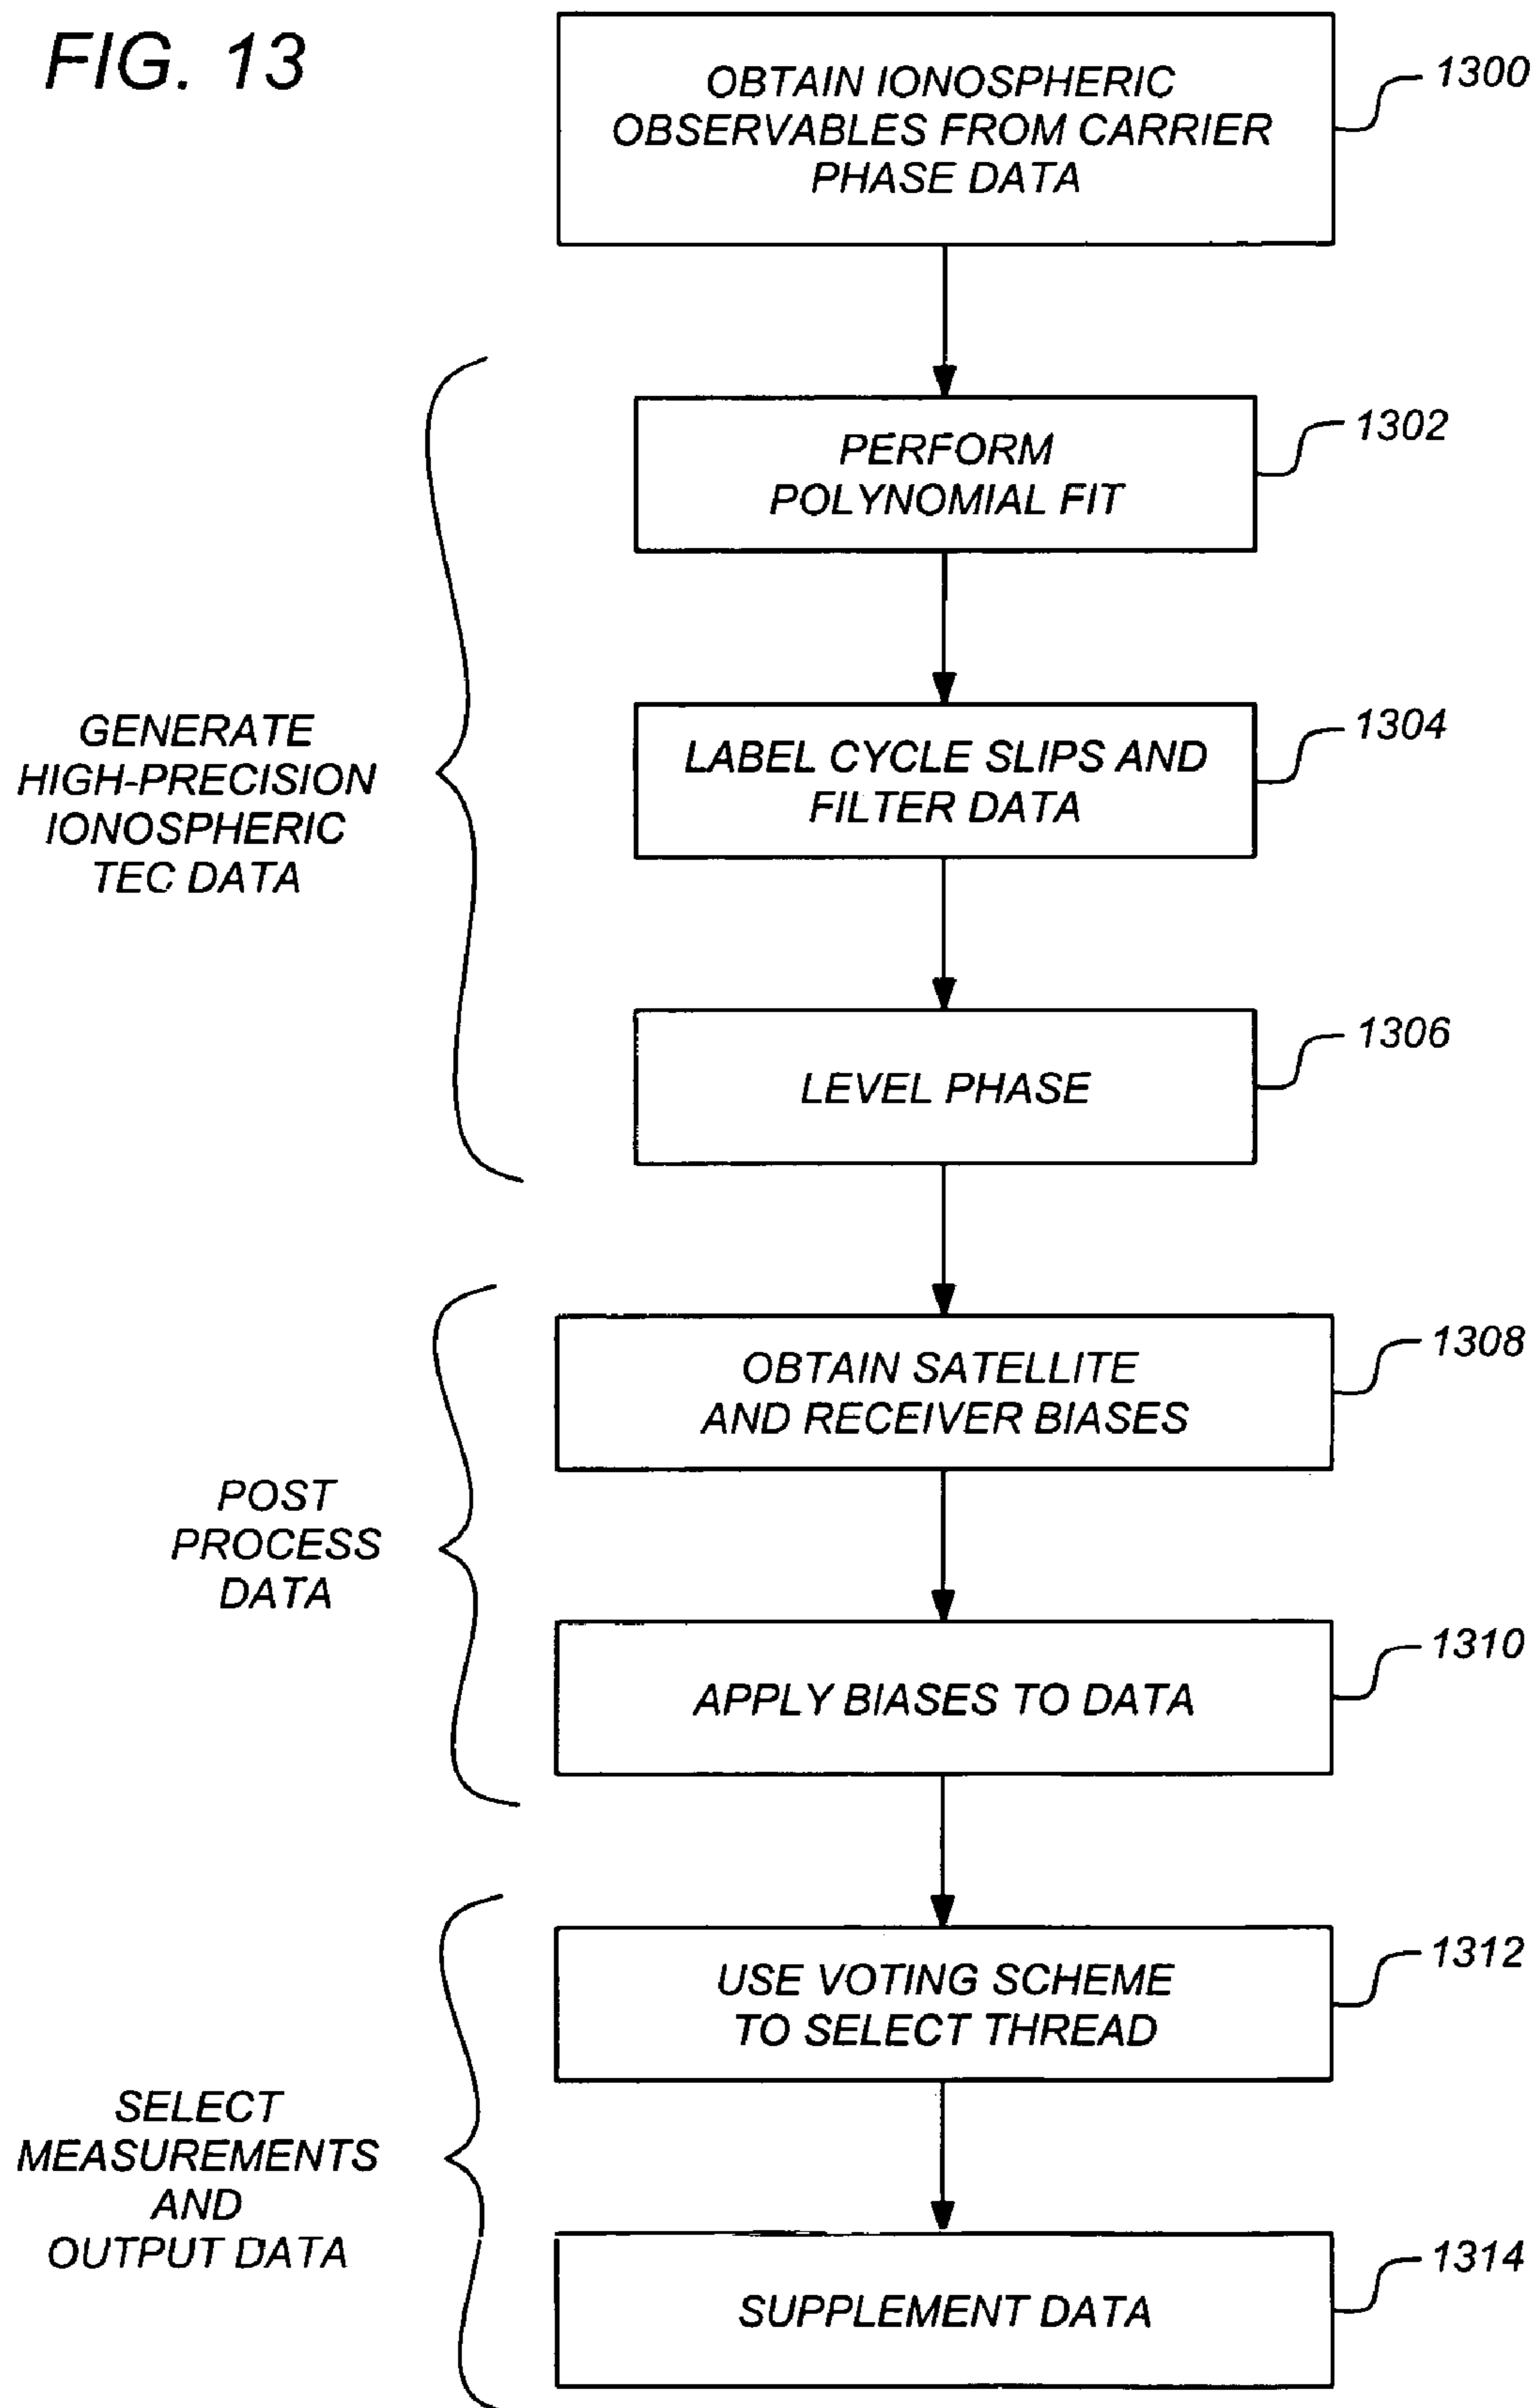 FIG. 13
OBTAIN IONOSPHERIC
OBSERVABLES FROM CARRIER
PHASE DATA
1300
PERFORM
POLYNOMIAL FIT
1302
GENERATE
HIGH-PRECISION
IONOSPHERIC
TEC DATA
LABEL CYCLE SLIPS AND
FILTER DATA
1304
LEVEL PHASE
1306
OBTAIN SATELLITE
AND RECEIVER BIASES
1308
POST
PROCESS
DATA
APPLY BIASES TO DATA
1310
USE VOTING SCHEME
TO SELECT THREAD
1312
SELECT
MEASUREMENTS
AND
OUTPUT DATA
SUPPLEMENT DATA
1314